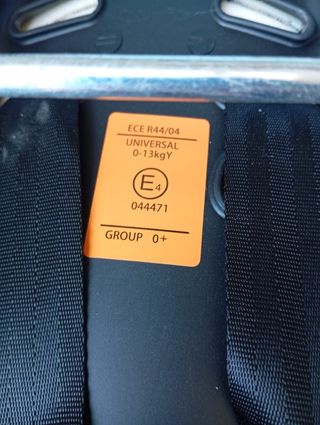 ECE R44/04
UNIVERSAL
0-13kgY
E4
044471
GROUP 0+